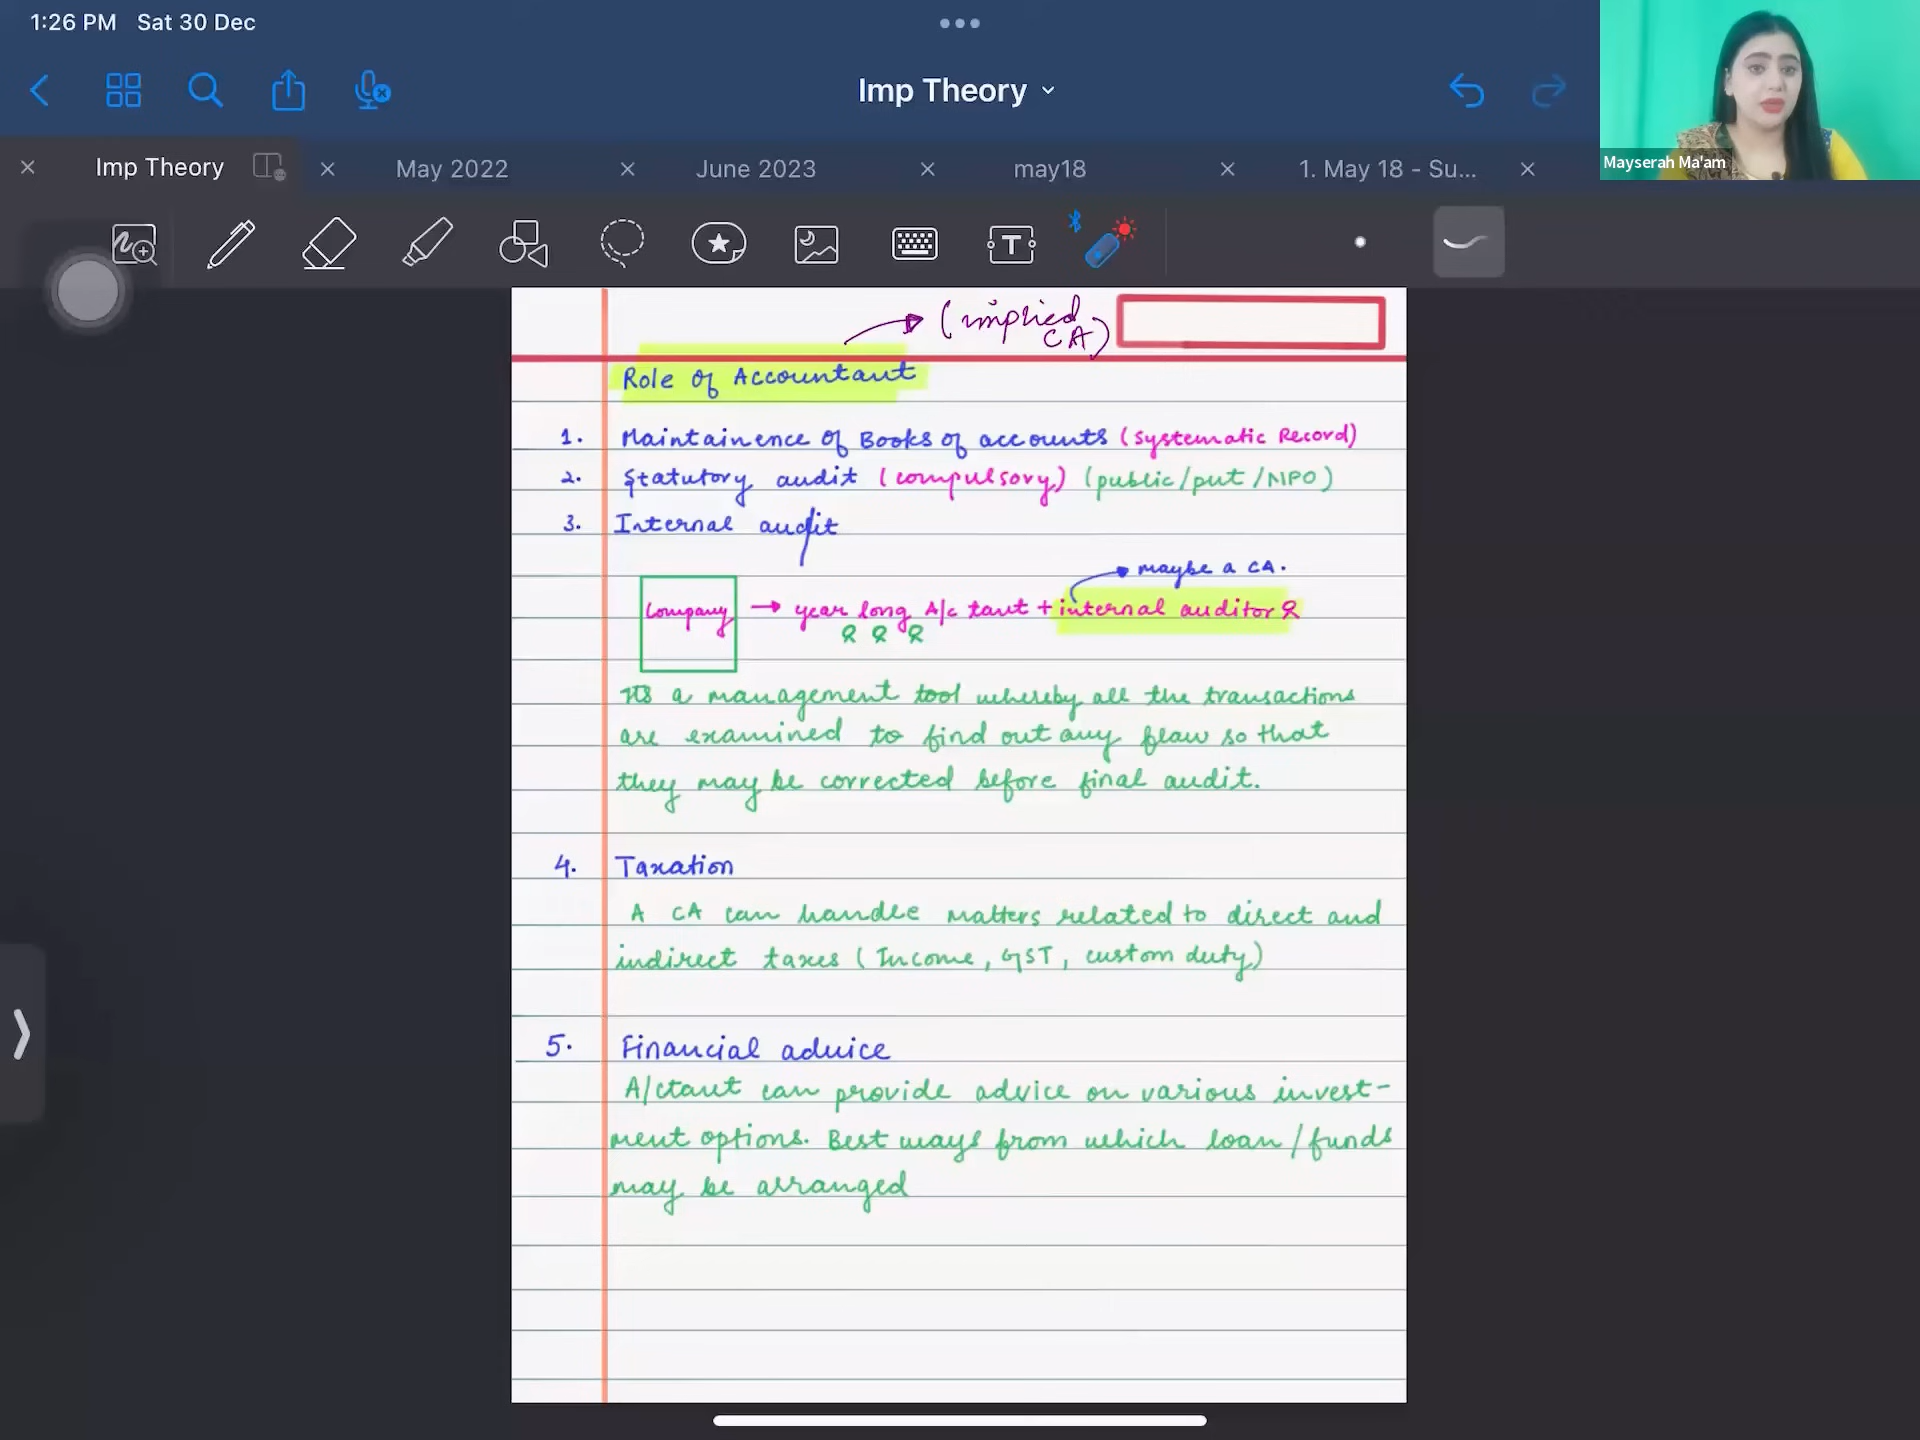 1:26 PM Sat 30 Dec
Imp Theory
Mayserah Ma'am
Imp Theory
May 2022
June 2023
may18
1. May 18 - Su...
T
(implied CA)
Role of Accountant
1. Maintainence of Books of accounts (systematic Record)
2. Statutory audit (compulsory) (public/pvt/NPO)
3. Internal audit
maybe a CA.
Company → year long A/c tant + internal auditor
its a management tool whereby all the transactions
are examined to find out any flaw so that
they may be corrected before final audit.
4. Taxation
A CA can handle matters related to direct and
indirect taxes (Income, GST, custom duty)
5. Financial advice
A/ctant can provide advice on various invest-
ment options. Best ways from which loan/funds
may be arranged